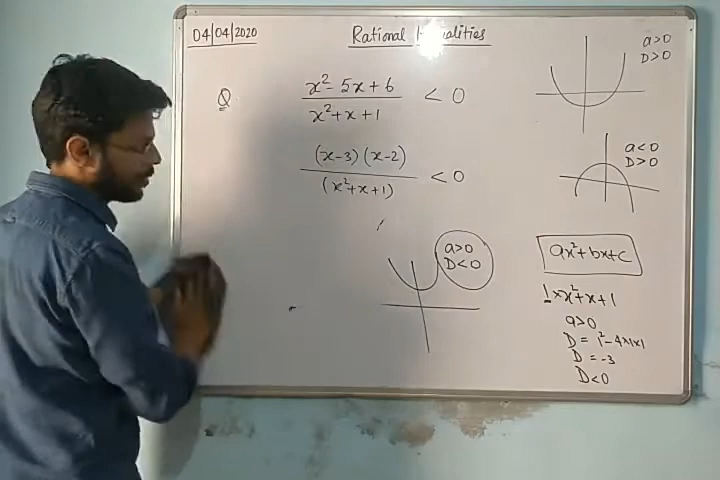 04/04/2020
Rational
Q
x²-5x+6 / x²+x+1 < 0
(x-3)(x-2) / (x²+x+1) < 0
a>0
D<0
a>0
D>0
a<0
D>0
ax²+bx+c
1×x²+x+1
a>0
D = 1²-4×1×1
D = -3
D<0